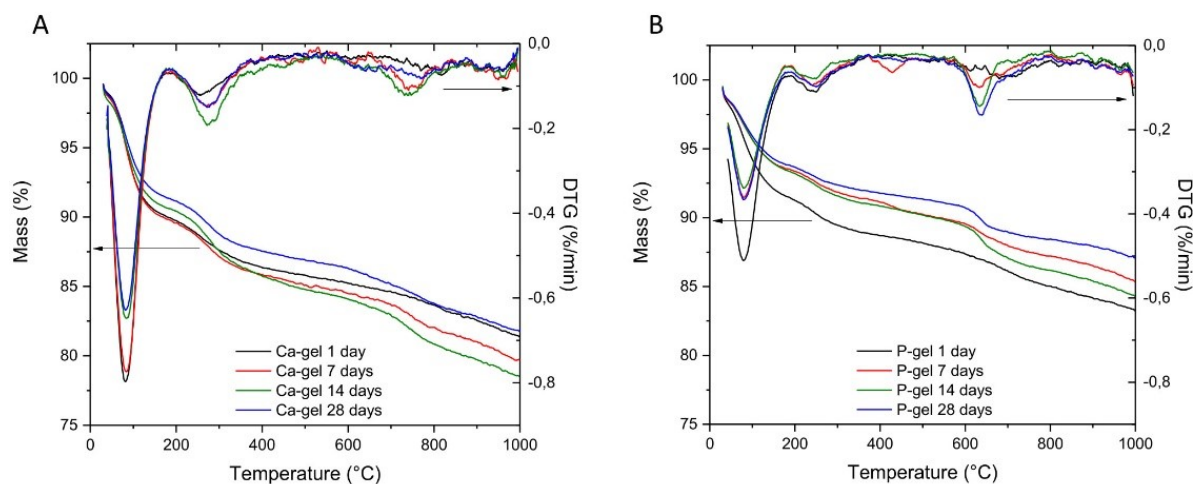 A
100
95
90
85
80
75
Mass (%)
0
200
400
600
800
1000
Temperature (°C)
0,0
-0,2
-0,4
-0,6
-0,8
DTG (%/min)
Ca-gel 1 day
Ca-gel 7 days
Ca-gel 14 days
Ca-gel 28 days
B
100
95
90
85
80
75
Mass (%)
0
200
400
600
800
1000
Temperature (°C)
0,0
-0,2
-0,4
-0,6
-0,8
DTG (%/min)
P-gel 1 day
P-gel 7 days
P-gel 14 days
P-gel 28 days